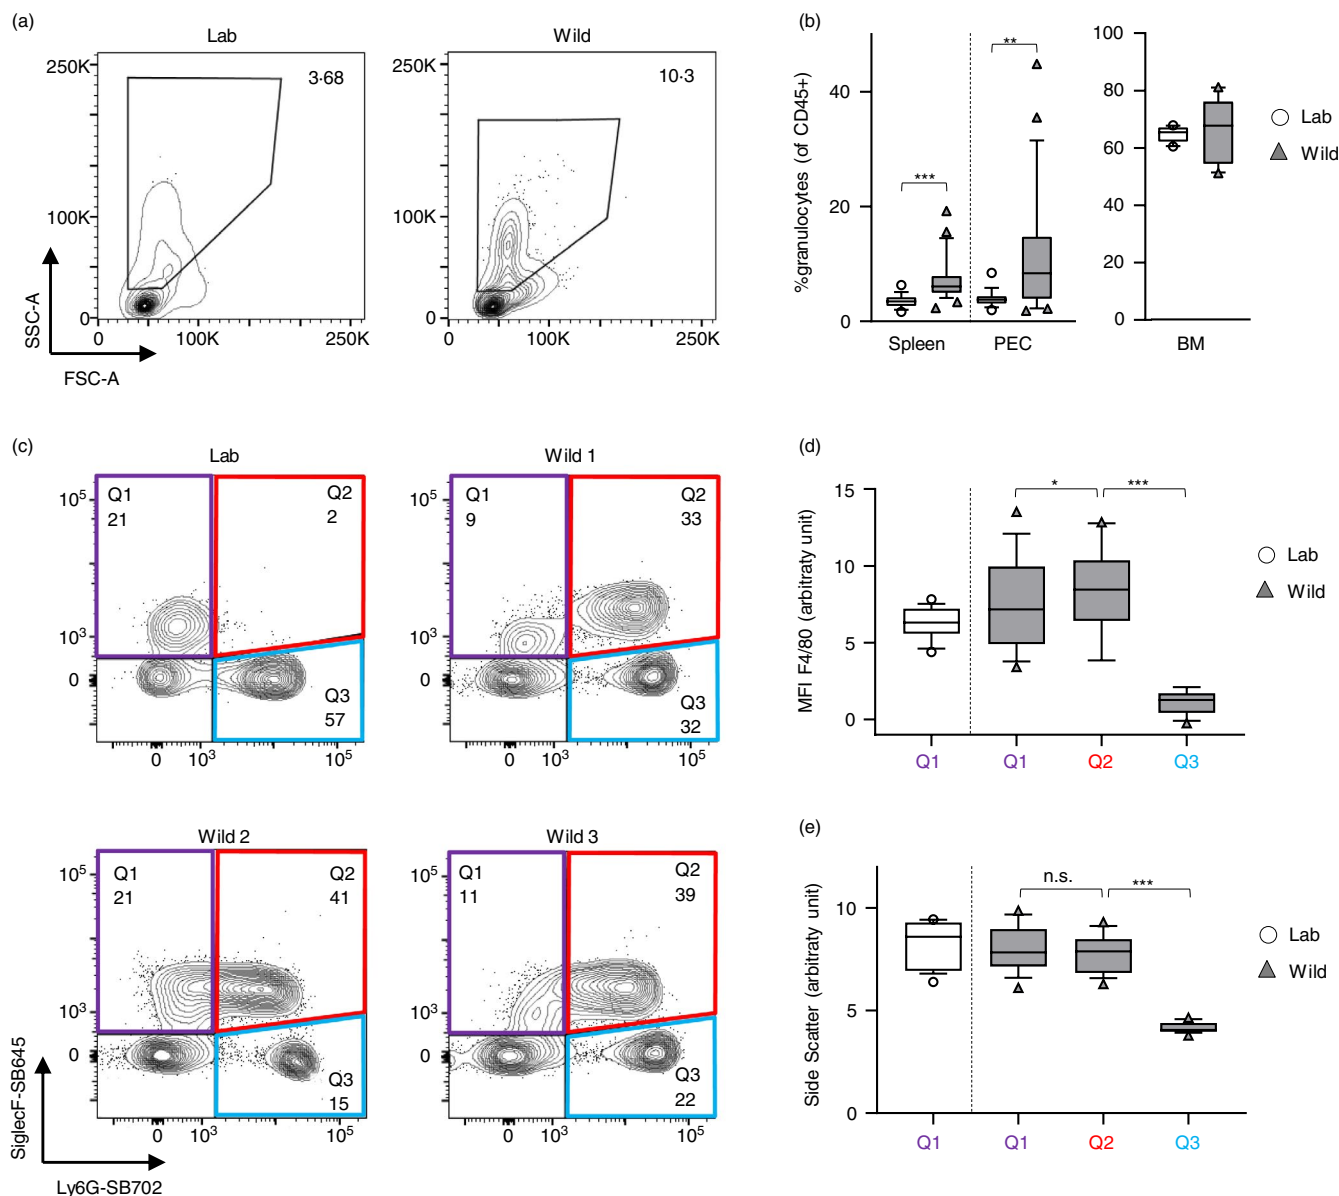 (a)
Lab
Wild
250K
3·68
100K
0
0
100K
250K
250K
10·3
100K
0
0
100K
250K
SSC-A
FSC-A
(b)
%granulocytes (of CD45+)
40
20
0
***
**
Spleen
PEC
100
80
60
40
20
0
BM
Lab
Wild
(c)
Lab
Wild 1
10⁵
10³
0
Q1
21
Q2
2
Q3
57
0
10³
10⁵
10⁵
10³
0
Q1
9
Q2
33
Q3
32
0
10³
10⁵
Wild 2
Wild 3
10⁵
10³
0
Q1
21
Q2
41
Q3
15
0
10³
10⁵
10⁵
10³
0
Q1
11
Q2
39
Q3
22
0
10³
10⁵
SiglecF-SB645
Ly6G-SB702
(d)
MFI F4/80 (arbitraty unit)
15
10
5
0
*
***
Q1
Q1
Q2
Q3
Lab
Wild
(e)
Side Scatter (arbitraty unit)
10
5
0
n.s.
***
Q1
Q1
Q2
Q3
Lab
Wild